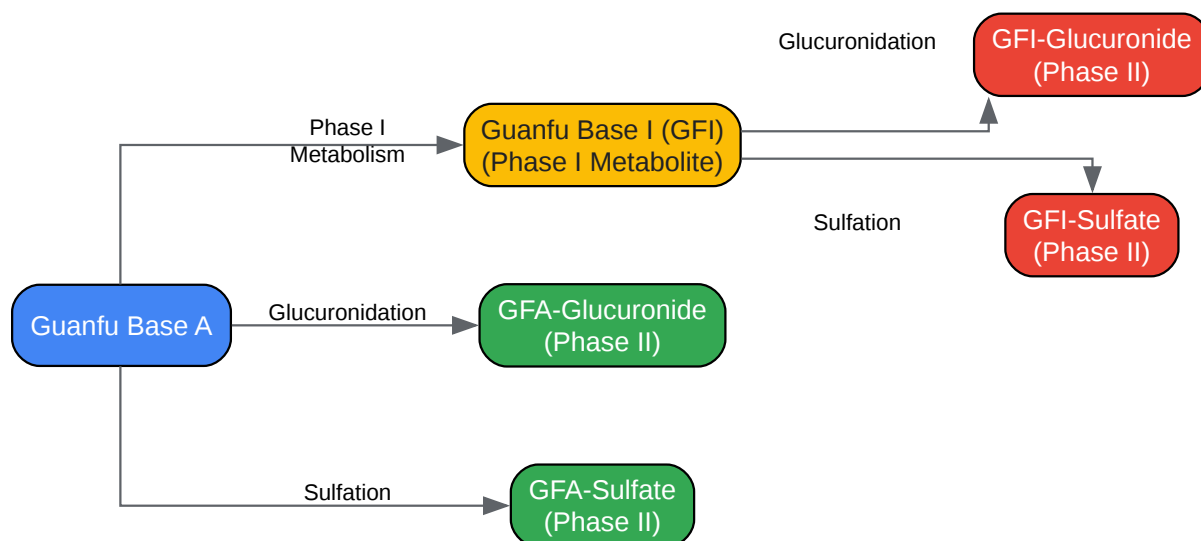 Glucuronidation
GFI-Glucuronide
(Phase II)
Phase I
Metabolism
Guanfu Base I (GFI)
(Phase I Metabolite)
Sulfation
GFI-Sulfate
(Phase II)
Guanfu Base A
Glucuronidation
GFA-Glucuronide
(Phase II)
Sulfation
GFA-Sulfate
(Phase II)